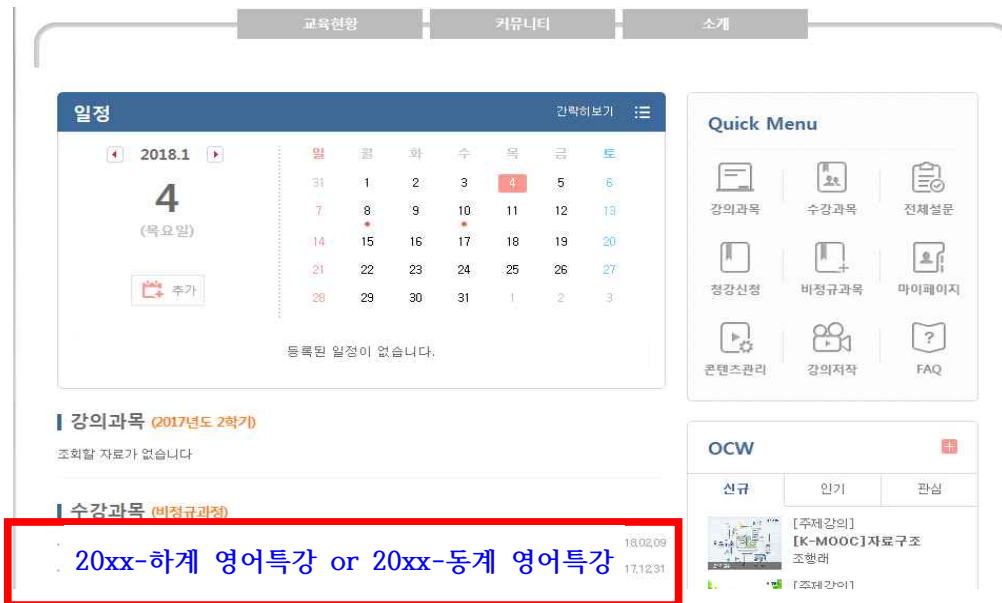 교육현황 커뮤니티 소개
일정 간략히보기
2018.1
4
(목요일)
추가
일 월 화 수 목 금 토
31 1 2 3 4 5 6
7 8 9 10 11 12 13
14 15 16 17 18 19 20
21 22 23 24 25 26 27
28 29 30 31 1 2 3
등록된 일정이 없습니다.
강의과목 (2017년도 2학기)
조회할 자료가 없습니다
수강과목 (비정규과정)
20xx-하계 영어특강 or 20xx-동계 영어특강
18,02,09
17,12,31
Quick Menu
강의과목 수강과목 전체설문
청강신청 비정규과목 마이페이지
콘텐츠관리 강의저작 FAQ
OCW
신규 인기 관심
[주제강의]
[K-MOOC]자료구조
조행래
[주제강의]